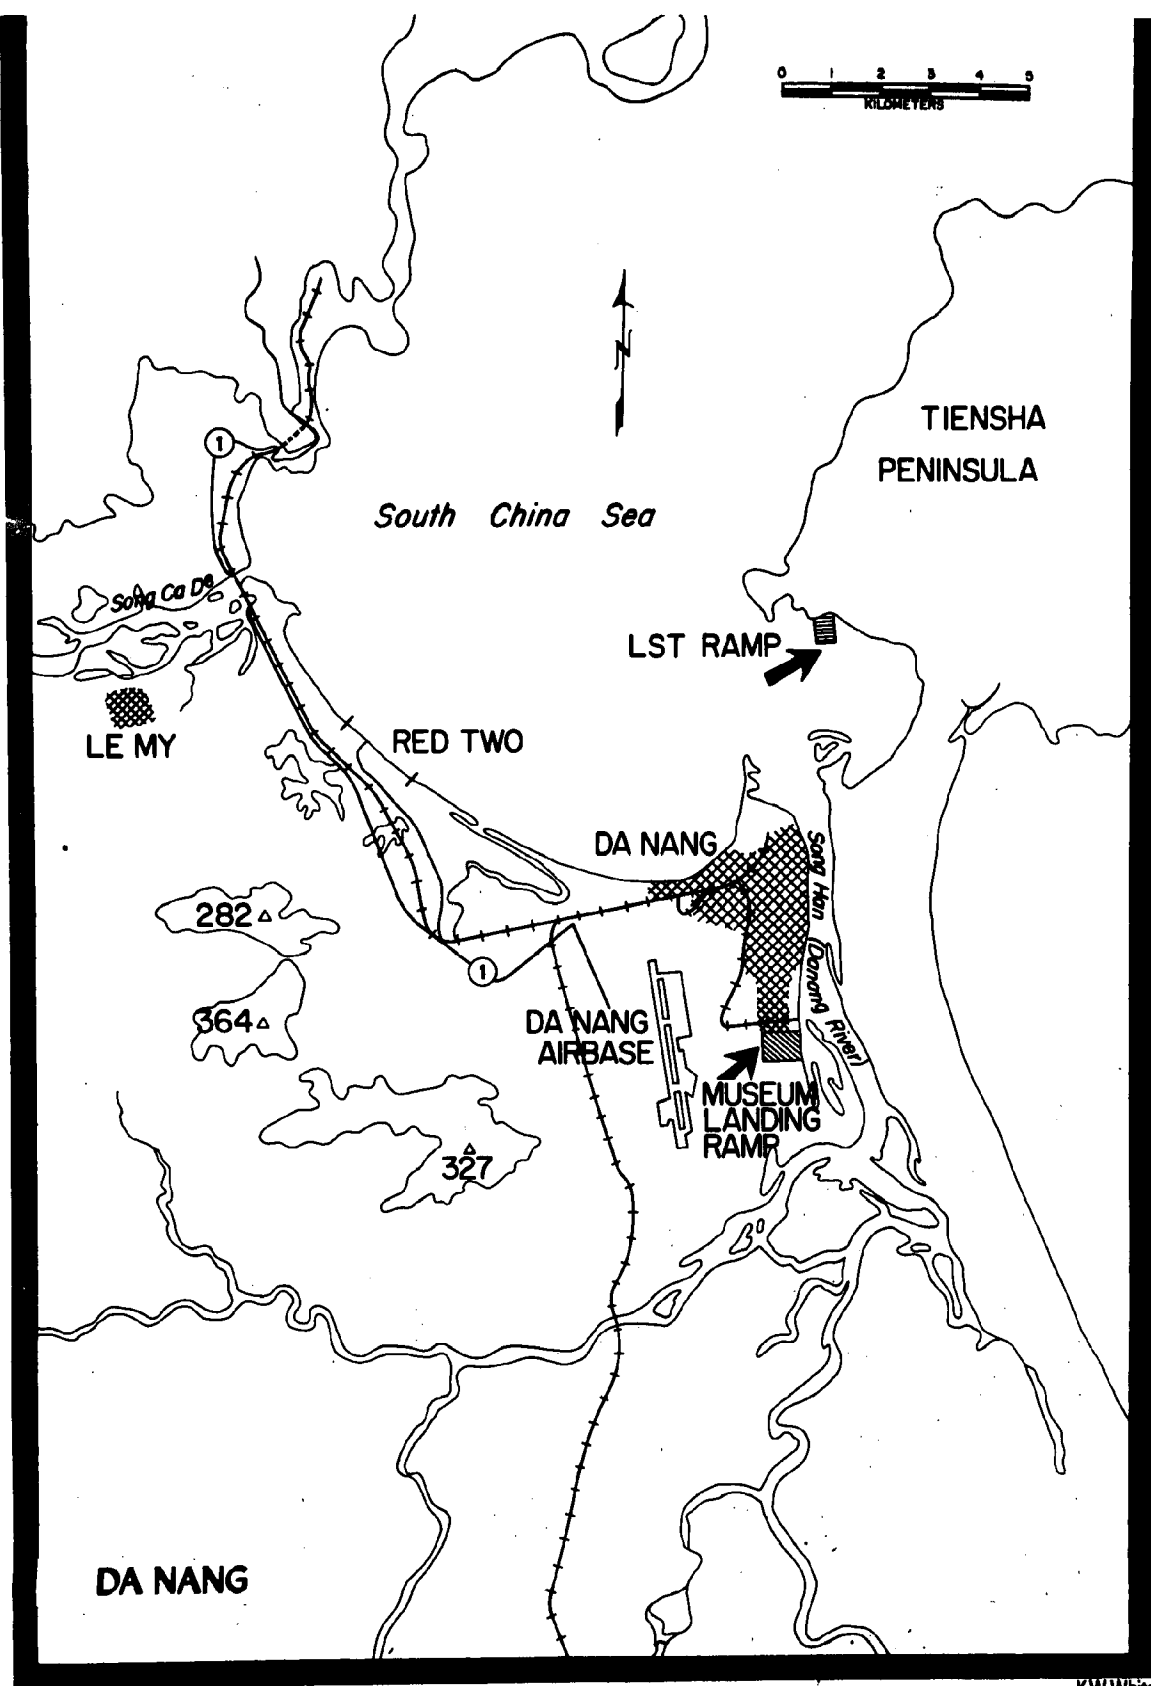 0 1 2 3 4 5
KILOMETERS
N
TIENSHA
PENINSULA
1
South China Sea
Song Ca De
LST RAMP
LE MY
RED TWO
DA NANG
Song Han (Danang River)
282
1
364
DA NANG
AIRBASE
MUSEUM
LANDING
RAMP
327
DA NANG